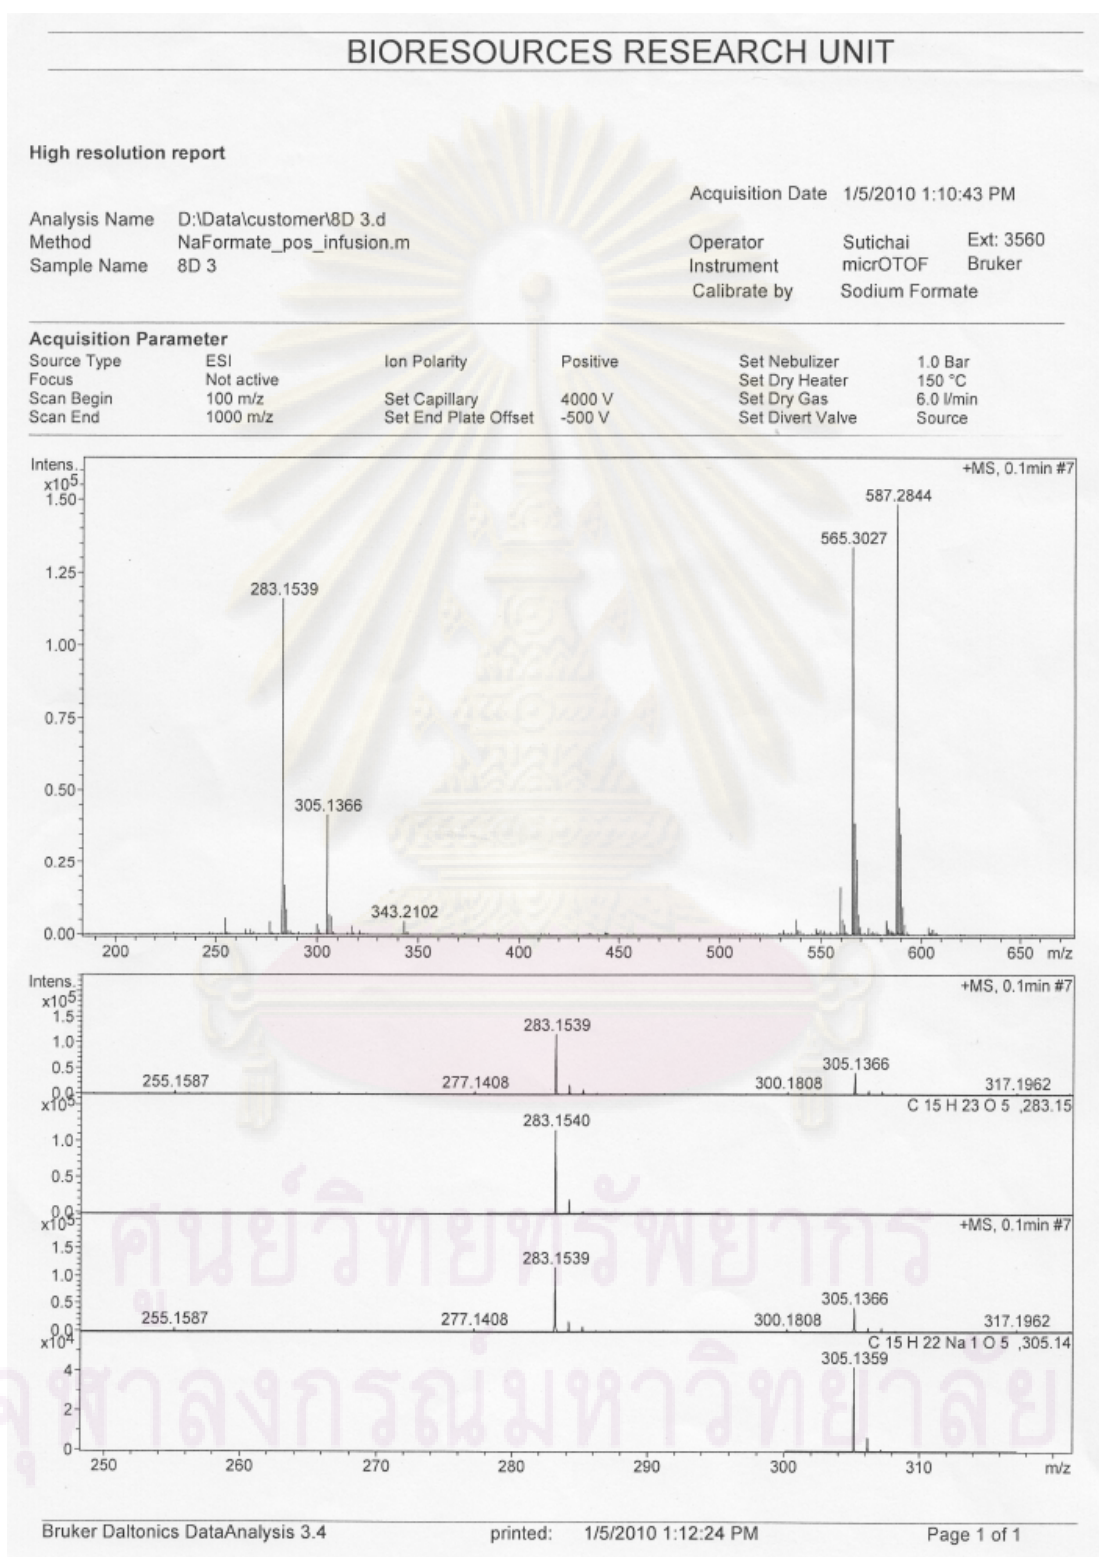 BIORESOURCES RESEARCH UNIT
High resolution report
Acquisition Date 1/5/2010 1:10:43 PM
Analysis Name D:\Data\customer\8D 3.d
Method NaFormate_pos_infusion.m Operator Sutichai Ext: 3560
Sample Name 8D 3 Instrument micrOTOF Bruker
Calibrate by Sodium Formate
Acquisition Parameter
Source Type ESI Ion Polarity Positive Set Nebulizer 1.0 Bar
Focus Not active Set Dry Heater 150 °C
Scan Begin 100 m/z Set Capillary 4000 V Set Dry Gas 6.0 l/min
Scan End 1000 m/z Set End Plate Offset -500 V Set Divert Valve Source
Intens. +MS, 0.1min #7
x10⁵
1.50
587.2844
565.3027
1.25
283.1539
1.00
0.75
0.50
305.1366
0.25
343.2102
0.00
200 250 300 350 400 450 500 550 600 650 m/z
Intens. +MS, 0.1min #7
x10⁵
1.5
283.1539
1.0
0.5
305.1366
255.1587 277.1408 300.1808 317.1962
0.0
x10⁵ C 15 H 23 O 5 ,283.15
283.1540
1.0
0.5
0.0
x10⁵ +MS, 0.1min #7
1.5
283.1539
1.0
0.5
305.1366
255.1587 277.1408 300.1808 317.1962
0.0
x10⁴ C 15 H 22 Na 1 O 5 ,305.14
305.1359
4
2
0
250 260 270 280 290 300 310 m/z
ศูนย์วิทยทรัพยากร
จุฬาลงกรณ์มหาวิทยาลัย
Bruker Daltonics DataAnalysis 3.4 printed: 1/5/2010 1:12:24 PM Page 1 of 1